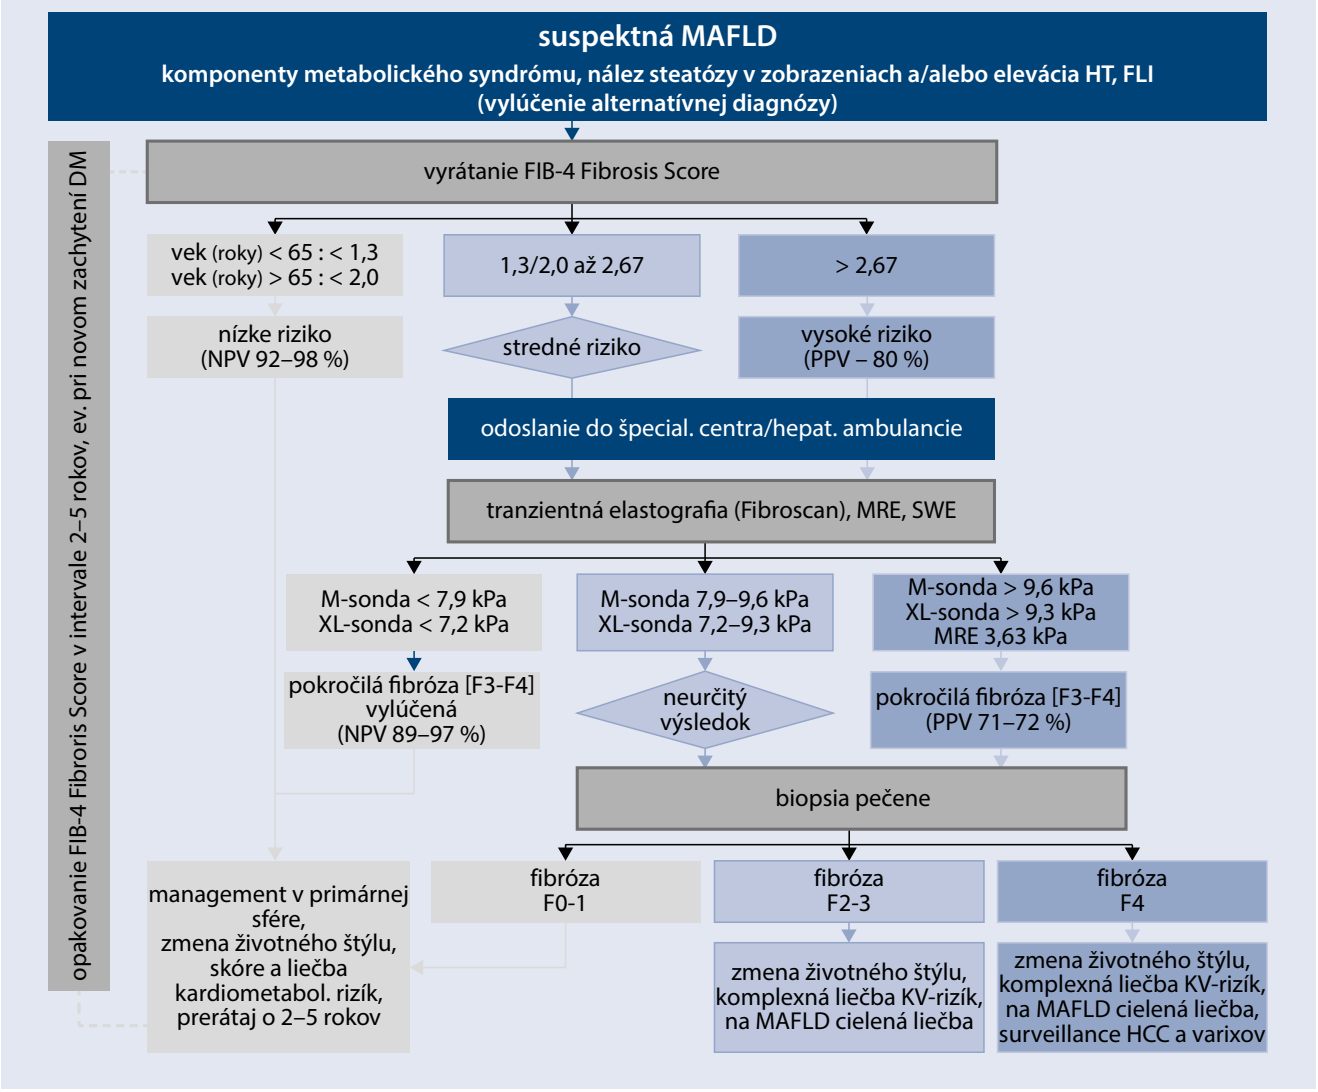 suspektná MAFLD
komponenty metabolického syndrómu, nález steatózy v zobrazeniach a/alebo elevácia HT, FLI
(vylúčenie alternatívnej diagnózy)
opakovanie FIB-4 Fibroris Score v intervale 2–5 rokov, ev. pri novom zachytení DM
vyrátanie FIB-4 Fibrosis Score
vek (roky) < 65 : < 1,3
vek (roky) > 65 : < 2,0
1,3/2,0 až 2,67
> 2,67
nízke riziko
(NPV 92–98 %)
stredné riziko
vysoké riziko
(PPV – 80 %)
odoslanie do špecial. centra/hepat. ambulancie
tranzientná elastografia (Fibroscan), MRE, SWE
M-sonda < 7,9 kPa
XL-sonda < 7,2 kPa
M-sonda 7,9–9,6 kPa
XL-sonda 7,2–9,3 kPa
M-sonda > 9,6 kPa
XL-sonda > 9,3 kPa
MRE 3,63 kPa
pokročilá fibróza [F3-F4]
vylúčená
(NPV 89–97 %)
neurčitý
výsledok
pokročilá fibróza [F3-F4]
(PPV 71–72 %)
biopsia pečene
fibróza
F0-1
fibróza
F2-3
fibróza
F4
management v primárnej
sfére,
zmena životného štýlu,
skóre a liečba
kardiometabol. rizík,
prerátaj o 2–5 rokov
zmena životného štýlu,
komplexná liečba KV-rizík,
na MAFLD cielená liečba
zmena životného štýlu,
komplexná liečba KV-rizík,
na MAFLD cielená liečba,
surveillance HCC a varixov